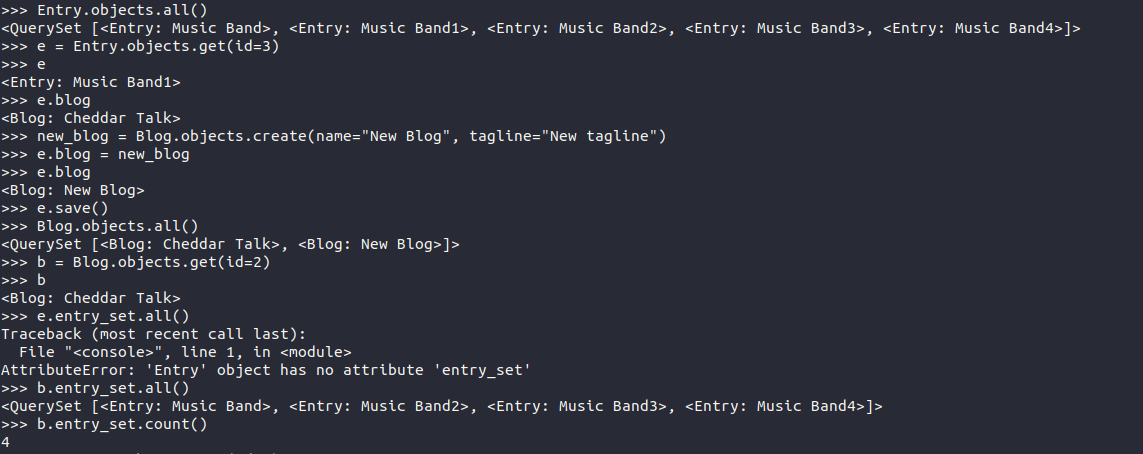 >>> Entry.objects.all()
<QuerySet [<Entry: Music Band>, <Entry: Music Band1>, <Entry: Music Band2>, <Entry: Music Band3>, <Entry: Music Band4>]>
>>> e = Entry.objects.get(id=3)
>>> e
<Entry: Music Band1>
>>> e.blog
<Blog: Cheddar Talk>
>>> new_blog = Blog.objects.create(name="New Blog", tagline="New tagline")
>>> e.blog = new_blog
>>> e.blog
<Blog: New Blog>
>>> e.save()
>>> Blog.objects.all()
<QuerySet [<Blog: Cheddar Talk>, <Blog: New Blog>]>
>>> b = Blog.objects.get(id=2)
>>> b
<Blog: Cheddar Talk>
>>> e.entry_set.all()
Traceback (most recent call last):
  File "<console>", line 1, in <module>
AttributeError: 'Entry' object has no attribute 'entry_set'
>>> b.entry_set.all()
<QuerySet [<Entry: Music Band>, <Entry: Music Band2>, <Entry: Music Band3>, <Entry: Music Band4>]>
>>> b.entry_set.count()
4